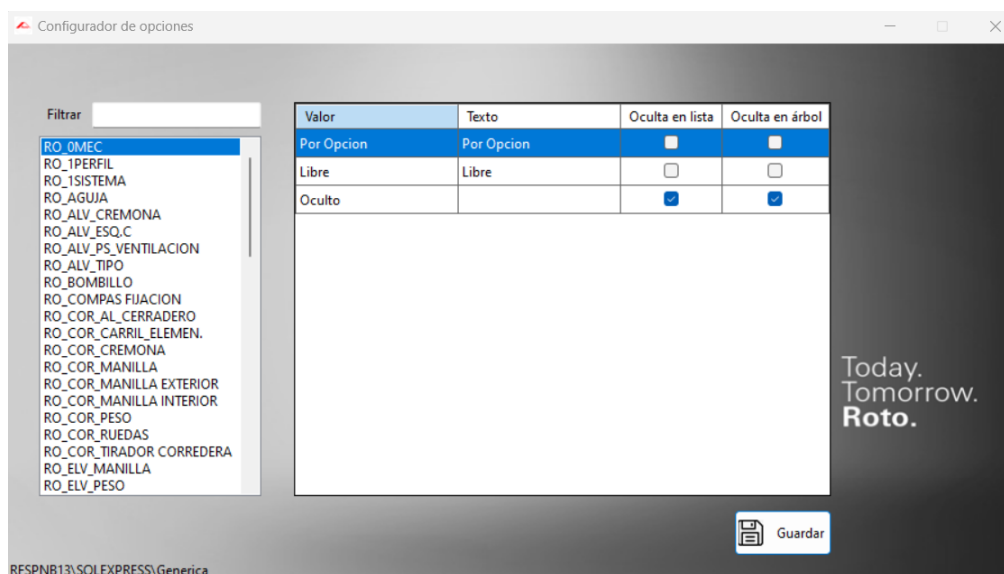 Configurador de opciones
Filtrar
Valor Texto Oculta en lista Oculta en árbol
Por Opcion Por Opcion
Libre Libre
Oculto
RO_0MEC
RO_1PERFIL
RO_1SISTEMA
RO_AGUJA
RO_ALV_CREMONA
RO_ALV_ESQ.C
RO_ALV_PS_VENTILACION
RO_ALV_TIPO
RO_BOMBILLO
RO_COMPAS FIJACION
RO_COR_AL_CERRADERO
RO_COR_CARRIL_ELEMEN.
RO_COR_CREMONA
RO_COR_MANILLA
RO_COR_MANILLA EXTERIOR
RO_COR_MANILLA INTERIOR
RO_COR_PESO
RO_COR_RUEDAS
RO_COR_TIRADOR CORREDERA
RO_ELV_MANILLA
RO_ELV_PESO
Today.
Tomorrow.
Roto.
Guardar
RESPNB13\SQLEXPRESS\Generica